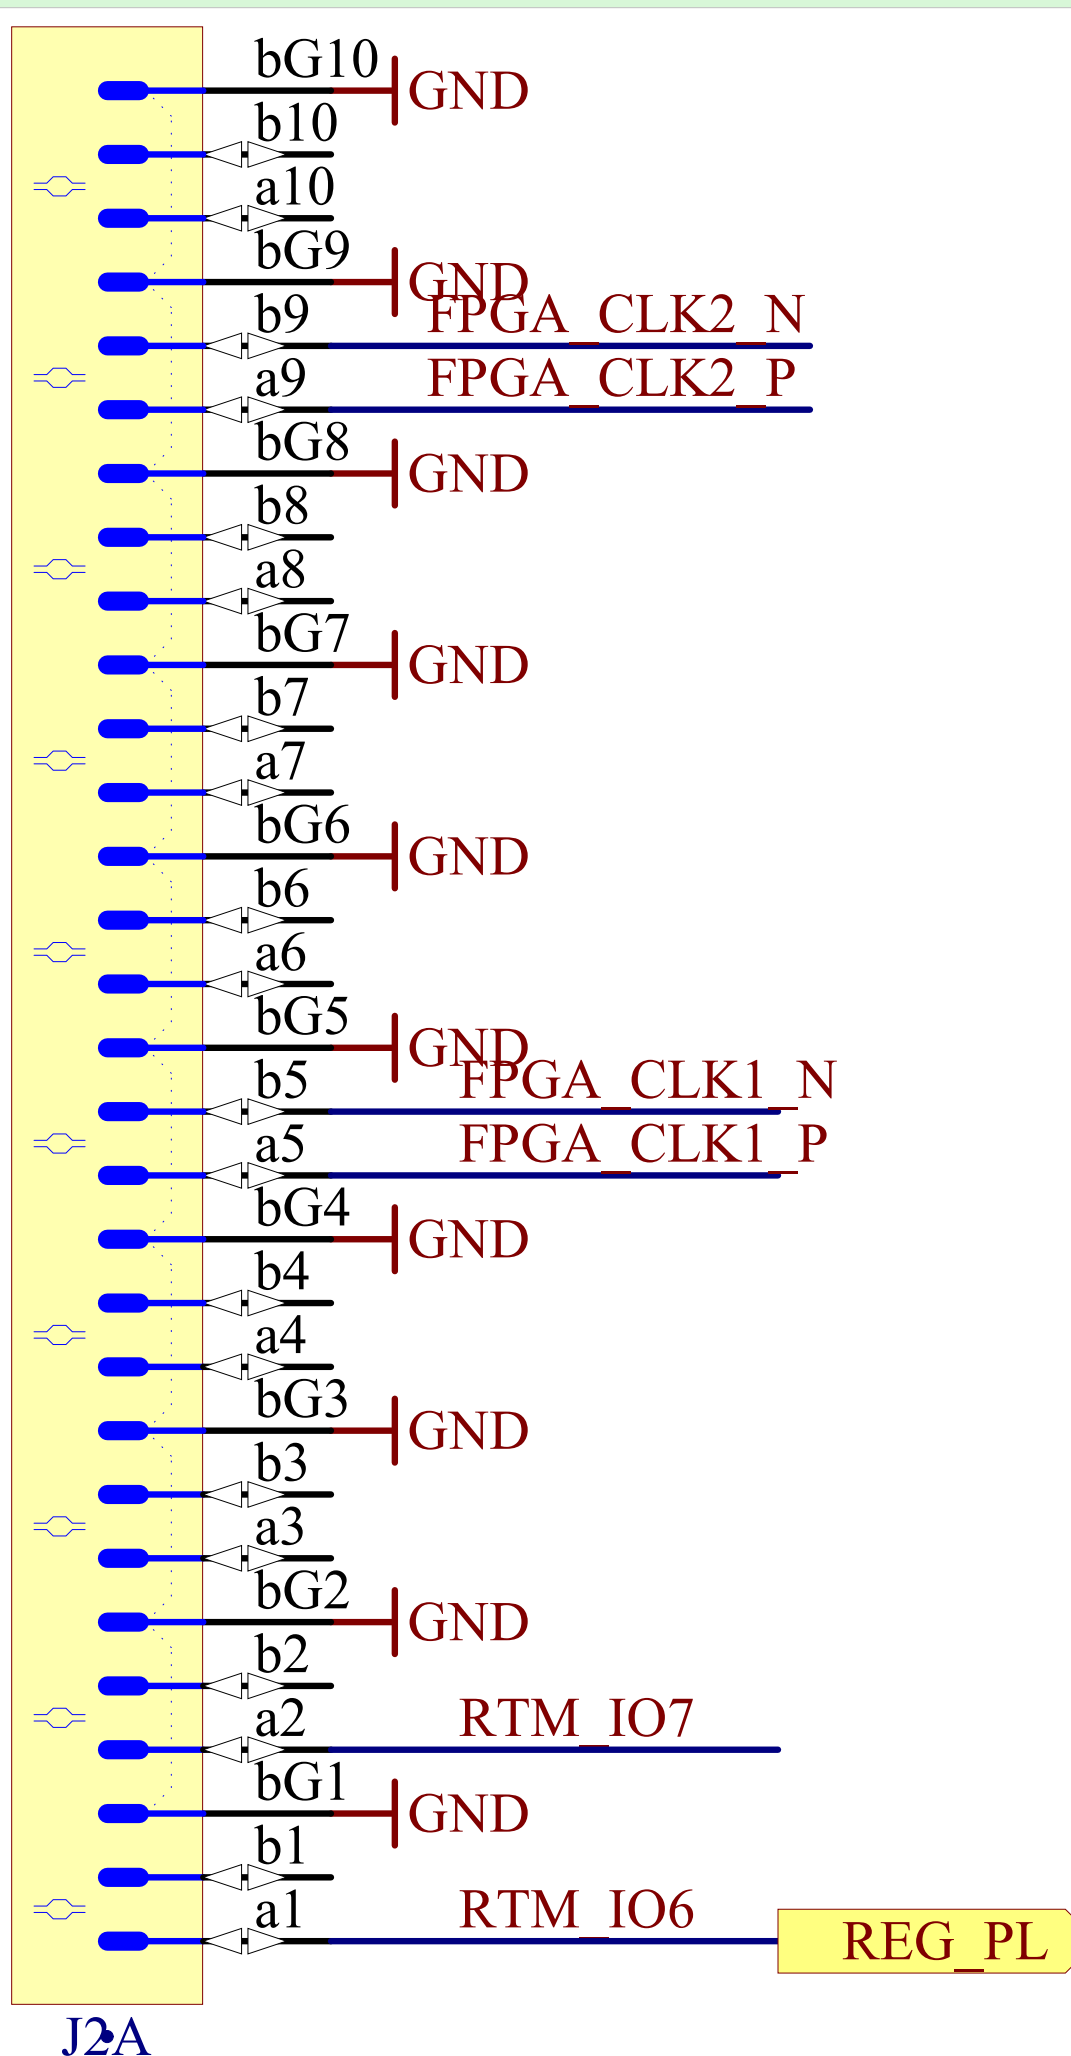 bG10
GND
b10
a10
bG9
GND
b9
FPGA_CLK2_N
a9
FPGA_CLK2_P
bG8
GND
b8
a8
bG7
GND
b7
a7
bG6
GND
b6
a6
bG5
GND
b5
FPGA_CLK1_N
a5
FPGA_CLK1_P
bG4
GND
b4
a4
bG3
GND
b3
a3
bG2
GND
b2
a2
RTM_IO7
bG1
GND
b1
a1
RTM_IO6
REG_PL
J2A